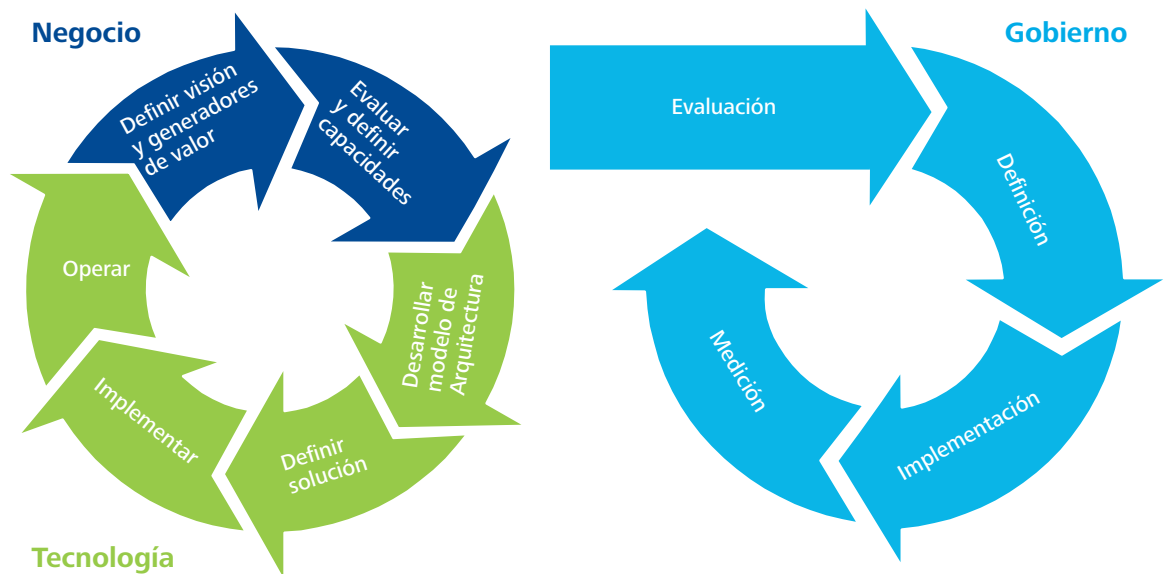 Negocio
Definir visión
y generadores
de valor
Evaluar
y definir
capacidades
Desarrollar
modelo de
Arquitectura
Definir
solución
Implementar
Operar
Tecnología
Gobierno
Evaluación
Definición
Implementación
Medición